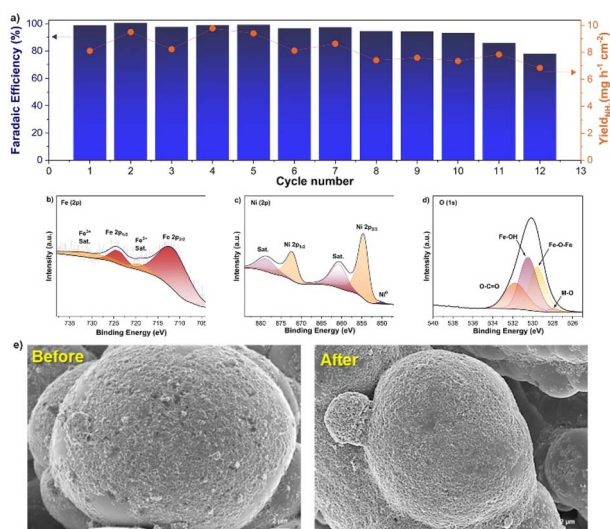 a)
100
80
60
40
20
0
Faradaic Efficiency (%)
10
8
6
4
2
0
Yield NH3 (mg h-1 cm-2)
0 1 2 3 4 5 6 7 8 9 10 11 12 13
Cycle number
b)
Fe (2p)
Fe3+
Sat.
Fe 2p1/2
Fe3+
Sat.
Fe 2p3/2
Intensity (a.u.)
735 730 725 720 715 710 705
Binding Energy (eV)
c)
Ni (2p)
Sat.
Ni 2p1/2
Sat.
Ni 2p3/2
Ni0
Intensity (a.u.)
880 870 860 850
Binding Energy (eV)
d)
O (1s)
Fe-OH
Fe-O-Fe
O-C=O
M-O
Intensity (a.u.)
540 534 532 530 528 526
Binding Energy (eV)
e)
Before
After
2 µm